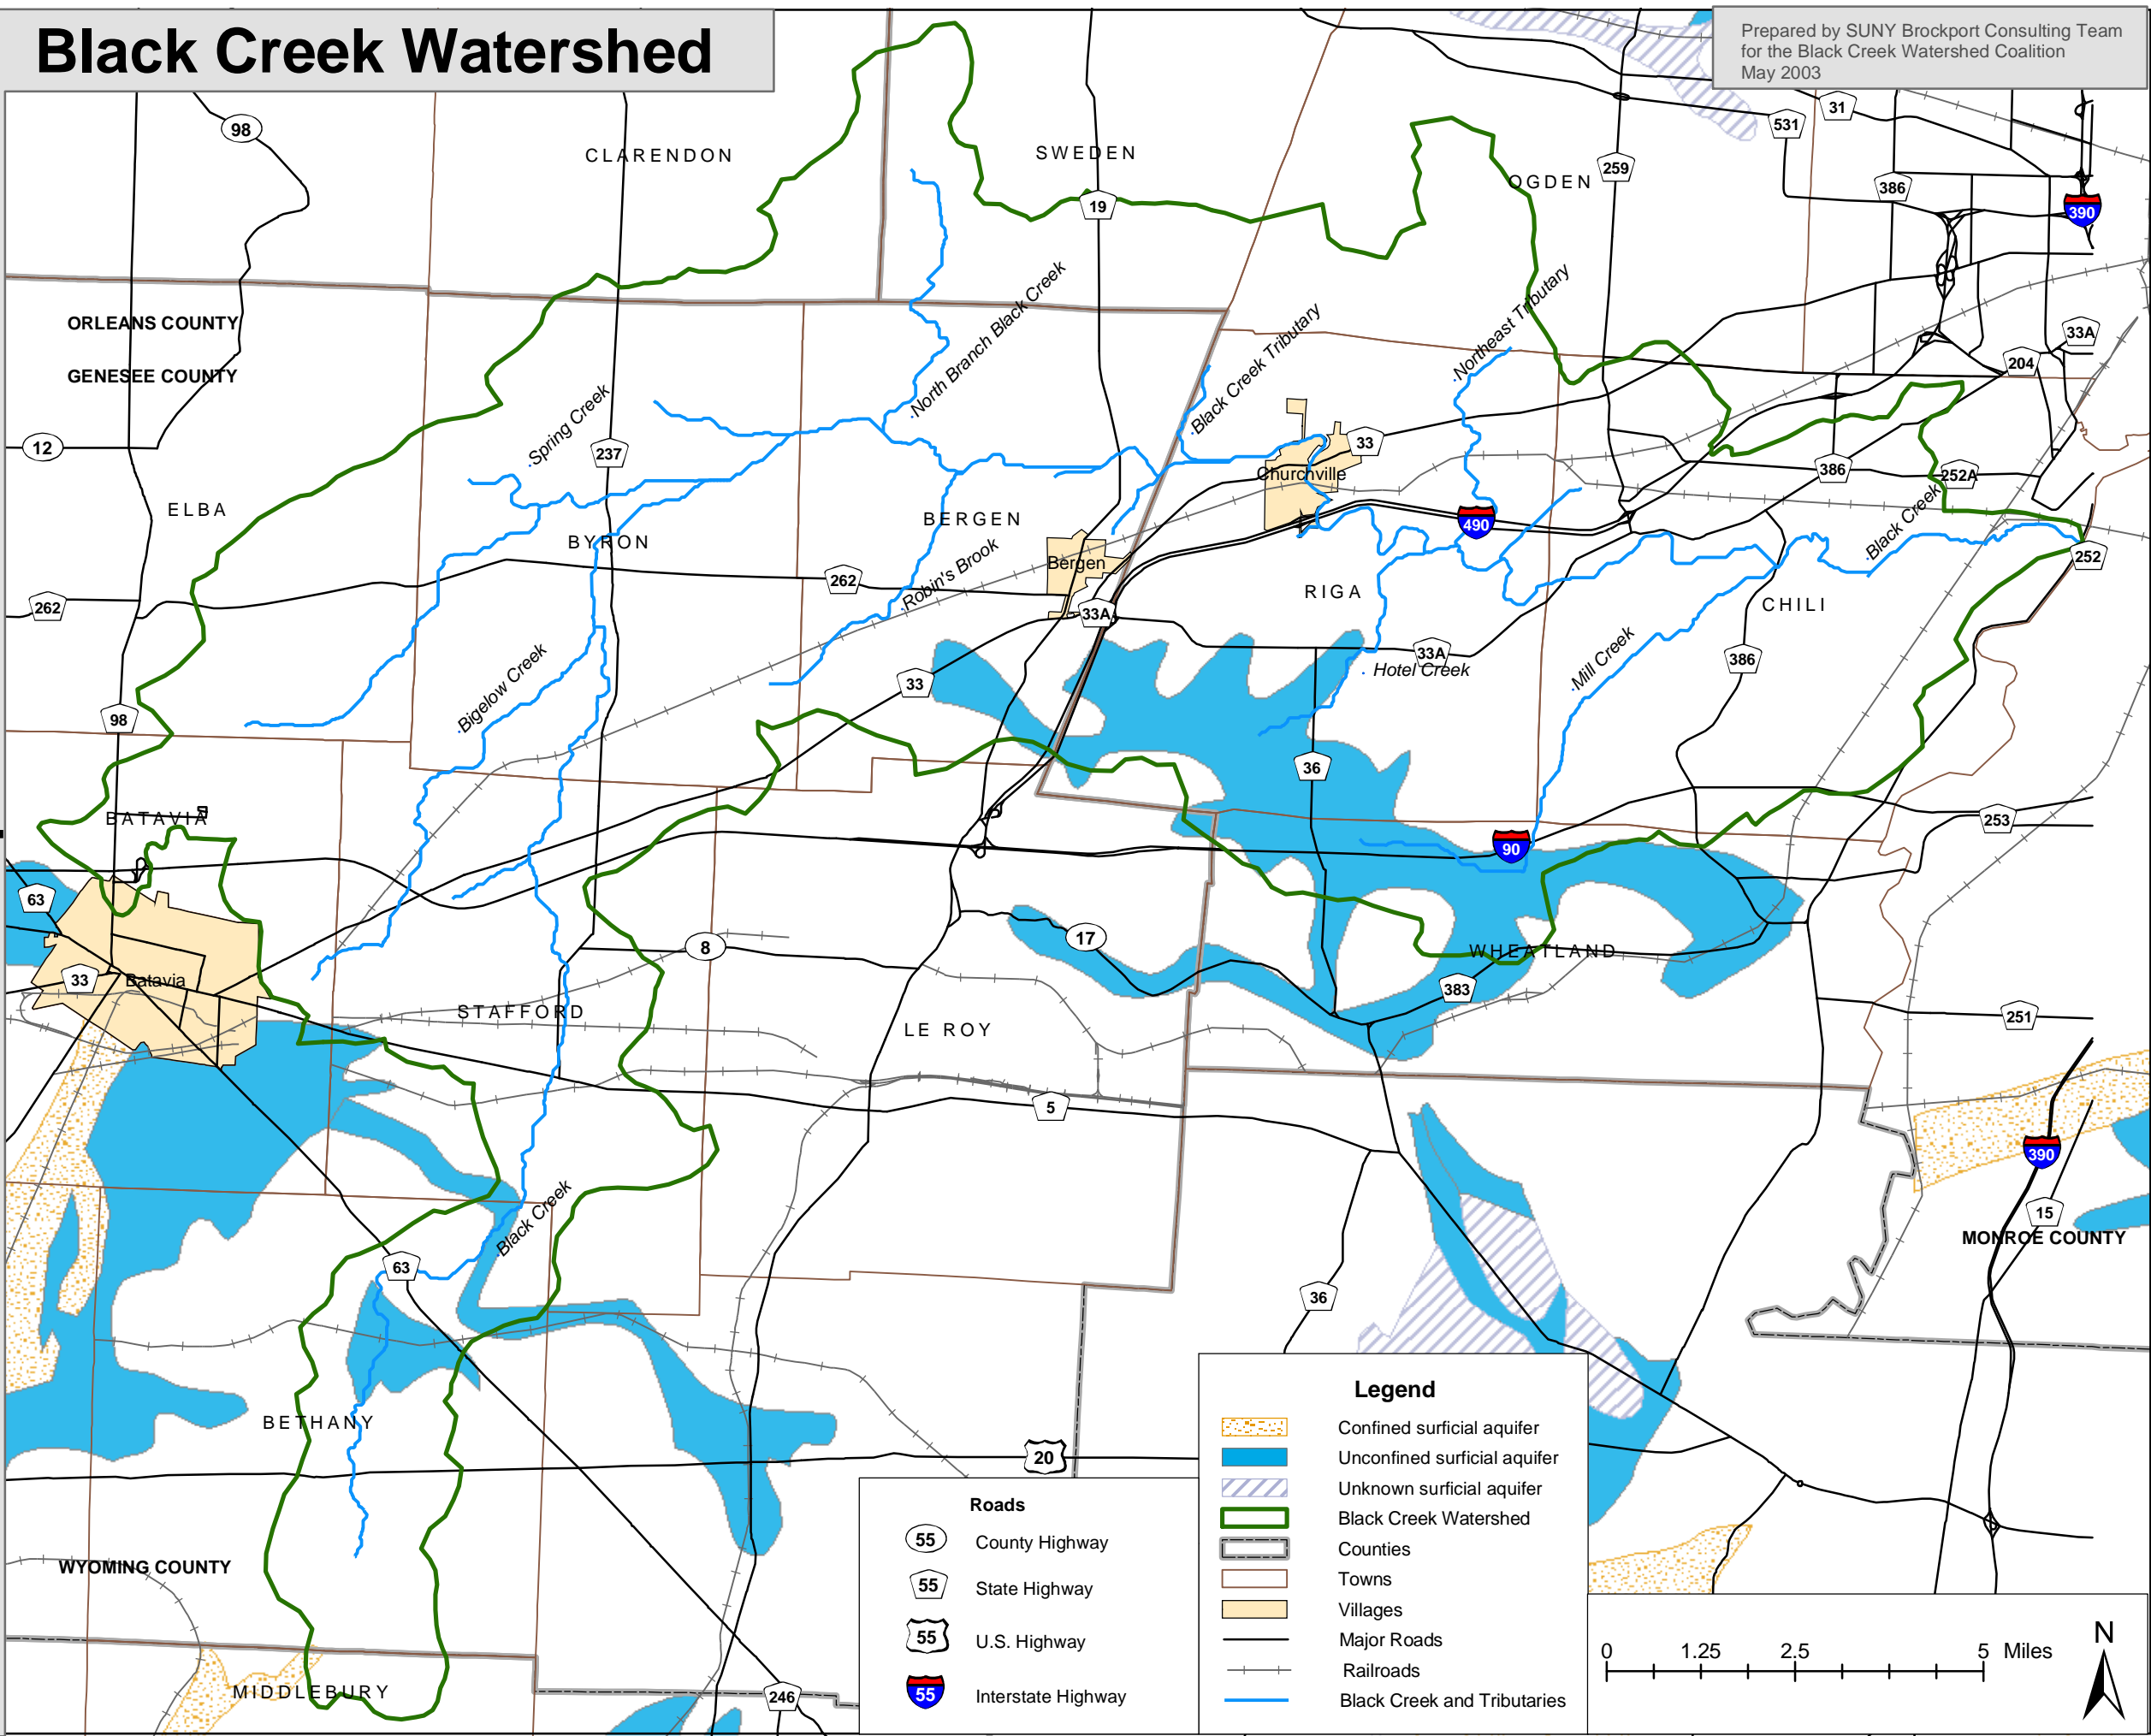 Black Creek Watershed
Prepared by SUNY Brockport Consulting Team
for the Black Creek Watershed Coalition
May 2003
98
CLARENDON
SWEDEN
OGDEN
19
259
531
31
386
390
ORLEANS COUNTY
GENESEE COUNTY
North Branch Black Creek
Black Creek Tributary
Northeast Tributary
33A
204
Spring Creek
12
237
33
Churchville
386
252A
ELBA
BYRON
BERGEN
490
Black Creek
Bergen
252
262
262
Robin's Brook
33A
RIGA
CHILI
Bigelow Creek
33
33A
Hotel Creek
Mill Creek
386
98
36
BATAVIA
90
253
63
8
17
WHEATLAND
33
Batavia
383
STAFFORD
LE ROY
251
5
390
Black Creek
15
MONROE COUNTY
63
36
BETHANY
20
WYOMING COUNTY
MIDDLEBURY
246
Roads
55
County Highway
55
State Highway
55
U.S. Highway
55
Interstate Highway
Legend
Confined surficial aquifer
Unconfined surficial aquifer
Unknown surficial aquifer
Black Creek Watershed
Counties
Towns
Villages
Major Roads
Railroads
Black Creek and Tributaries
0 1.25 2.5 5 Miles
N